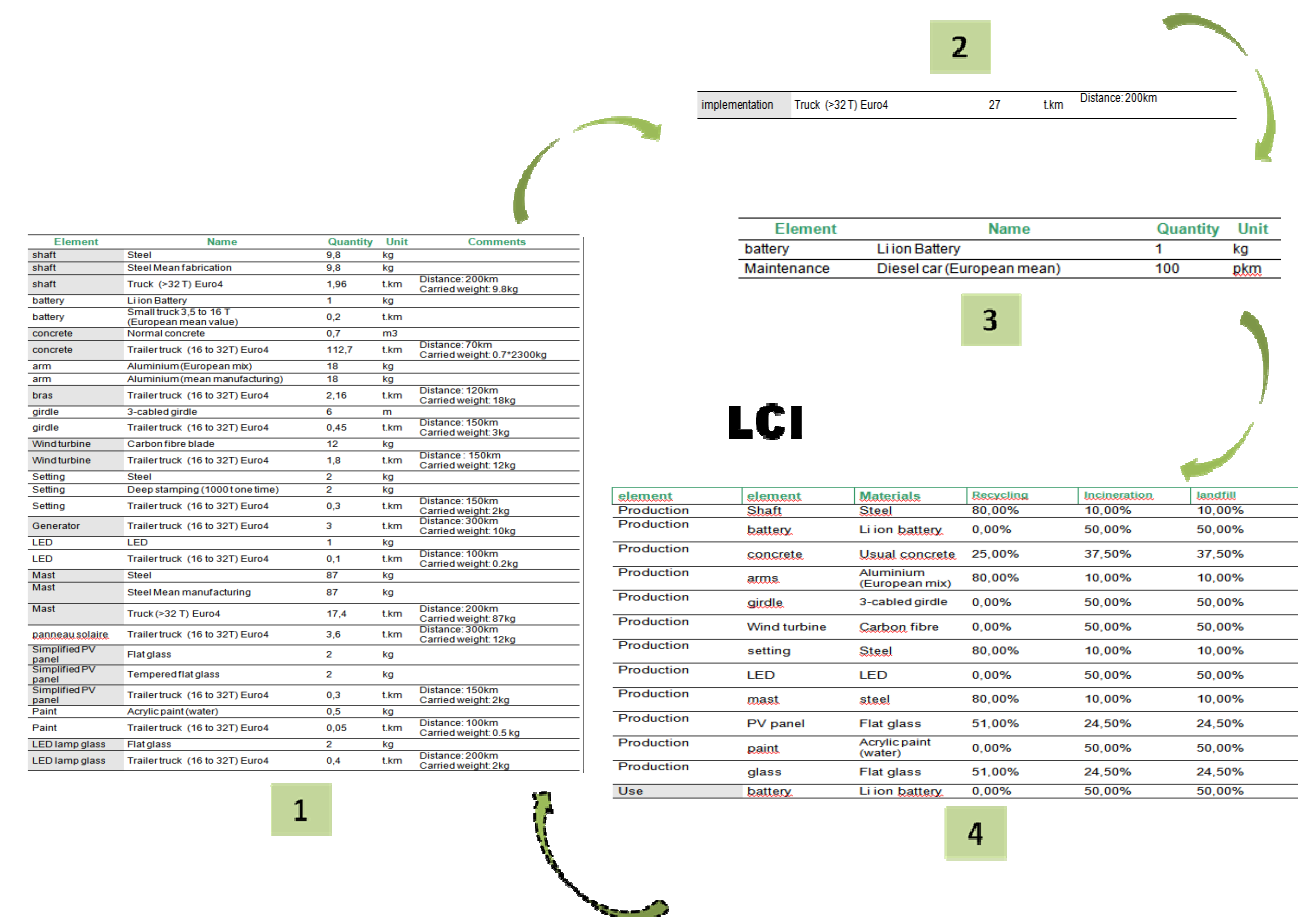 2
implementation Truck (>32 T) Euro4 27 t.km Distance: 200km
Element Name Quantity Unit
battery Li ion Battery 1 kg
Maintenance Diesel car (European mean) 100 pkm
3
LCI
Element Name Quantity Unit Comments
shaft Steel 9,8 kg
shaft Steel Mean fabrication 9,8 kg
shaft Truck (>32 T) Euro4 1,96 t.km Distance: 200km
Carried weight: 9.8kg
battery Li ion Battery 1 kg
battery Small truck 3,5 to 16 T
(European mean value) 0,2 t.km
concrete Normal concrete 0,7 m3
concrete Trailer truck (16 to 32T) Euro4 112,7 t.km Distance: 70km
Carried weight: 0.7*2300kg
arm Aluminium (European mix) 18 kg
arm Aluminium (mean manufacturing) 18 kg
bras Trailer truck (16 to 32T) Euro4 2,16 t.km Distance: 120km
Carried weight: 18kg
girdle 3-cabled girdle 6 m
girdle Trailer truck (16 to 32T) Euro4 0,45 t.km Distance: 150km
Carried weight: 3kg
Wind turbine Carbon fibre blade 12 kg
Wind turbine Trailer truck (16 to 32T) Euro4 1,8 t.km Distance : 150km
Carried weight: 12kg
Setting Steel 2 kg
Setting Deep stamping (1000 t one time) 2 kg
Setting Trailer truck (16 to 32T) Euro4 0,3 t.km Distance: 150km
Carried weight: 2kg
Generator Trailer truck (16 to 32T) Euro4 3 t.km Distance: 300km
Carried weight: 10kg
LED LED 1 kg
LED Trailer truck (16 to 32T) Euro4 0,1 t.km Distance: 100km
Carried weight: 0.2kg
Mast Steel 87 kg
Mast Steel Mean manufacturing 87 kg
Mast Truck (>32 T) Euro4 17,4 t.km Distance: 200km
Carried weight: 87kg
panneau solaire Trailer truck (16 to 32T) Euro4 3,6 t.km Distance: 300km
Carried weight: 12kg
Simplified PV
panel Flat glass 2 kg
Simplified PV
panel Tempered flat glass 2 kg
Simplified PV
panel Trailer truck (16 to 32T) Euro4 0,3 t.km Distance: 150km
Carried weight: 2kg
Paint Acrylic paint (water) 0,5 kg
Paint Trailer truck (16 to 32T) Euro4 0,05 t.km Distance: 100km
Carried weight: 0.5 kg
LED lamp glass Flat glass 2 kg
LED lamp glass Trailer truck (16 to 32T) Euro4 0,4 t.km Distance: 200km
Carried weight: 2kg
1
element element Materials Recycling Incineration landfill
Production Shaft Steel 80,00% 10,00% 10,00%
Production battery Li ion battery 0,00% 50,00% 50,00%
Production concrete Usual concrete 25,00% 37,50% 37,50%
Production arms Aluminium
(European mix) 80,00% 10,00% 10,00%
Production girdle 3-cabled girdle 0,00% 50,00% 50,00%
Production Wind turbine Carbon fibre 0,00% 50,00% 50,00%
Production setting Steel 80,00% 10,00% 10,00%
Production LED LED 0,00% 50,00% 50,00%
Production mast steel 80,00% 10,00% 10,00%
Production PV panel Flat glass 51,00% 24,50% 24,50%
Production paint Acrylic paint
(water) 0,00% 50,00% 50,00%
Production glass Flat glass 51,00% 24,50% 24,50%
Use battery Li ion battery 0,00% 50,00% 50,00%
4